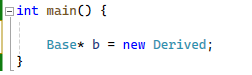 int main() {
Base* b = new Derived;
}